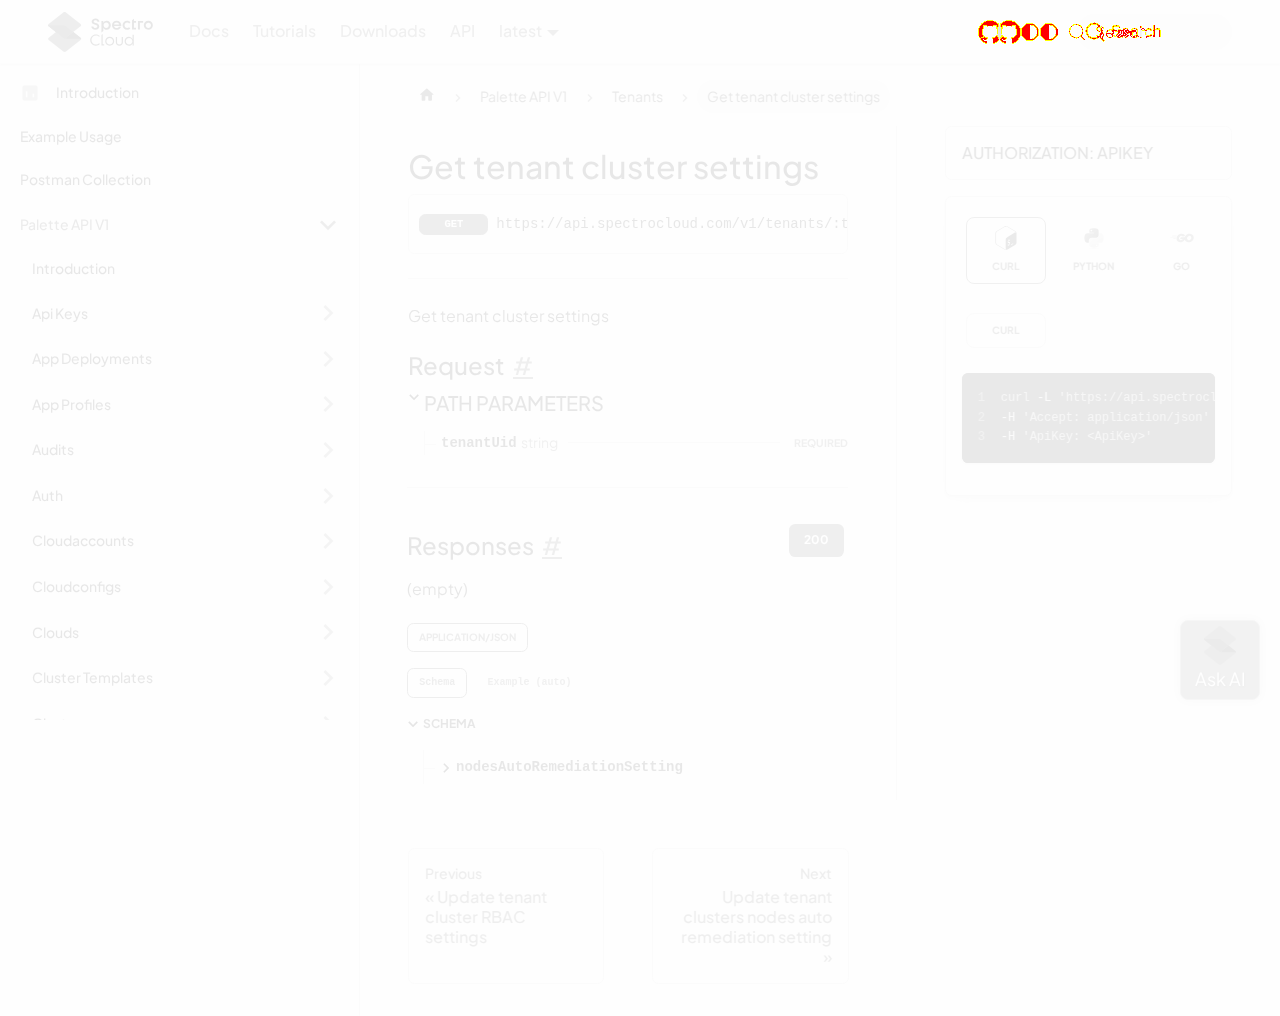 Spectro Cloud
Docs Tutorials Downloads API latest
Search
Introduction
Example Usage
Postman Collection
Palette API V1
Introduction
Api Keys
App Deployments
App Profiles
Audits
Auth
Cloudaccounts
Cloudconfigs
Clouds
Cluster Templates
Palette API V1 > Tenants > Get tenant cluster settings
Get tenant cluster settings
GET https://api.spectrocloud.com/v1/tenants/:t
Get tenant cluster settings
Request #
PATH PARAMETERS
tenantUid string REQUIRED
Responses # 200
(empty)
APPLICATION/JSON
Schema Example (auto)
SCHEMA
nodesAutoRemediationSetting
Previous
« Update tenant
cluster RBAC
settings
Next
Update tenant
clusters nodes auto
remediation setting
»
AUTHORIZATION: APIKEY
CURL PYTHON GO
CURL
1 curl -L 'https://api.spectrocl
2 -H 'Accept: application/json'
3 -H 'ApiKey: <ApiKey>'
Ask AI